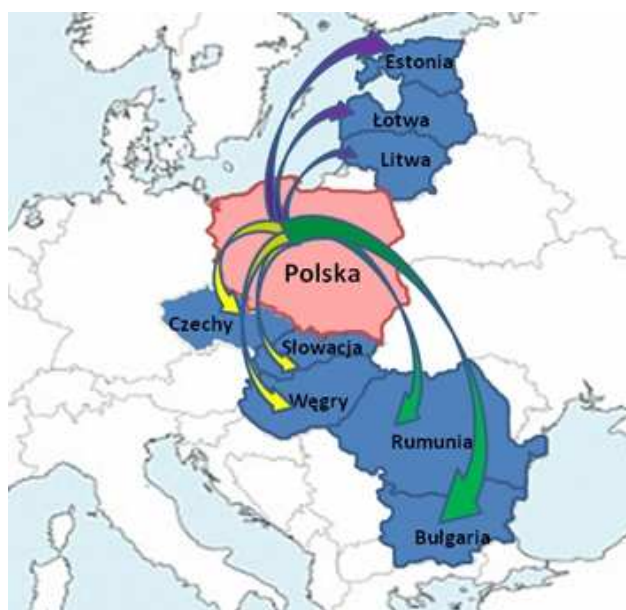 Estonia
Łotwa
Litwa
Polska
Czechy
Słowacja
Węgry
Rumunia
Bułgaria